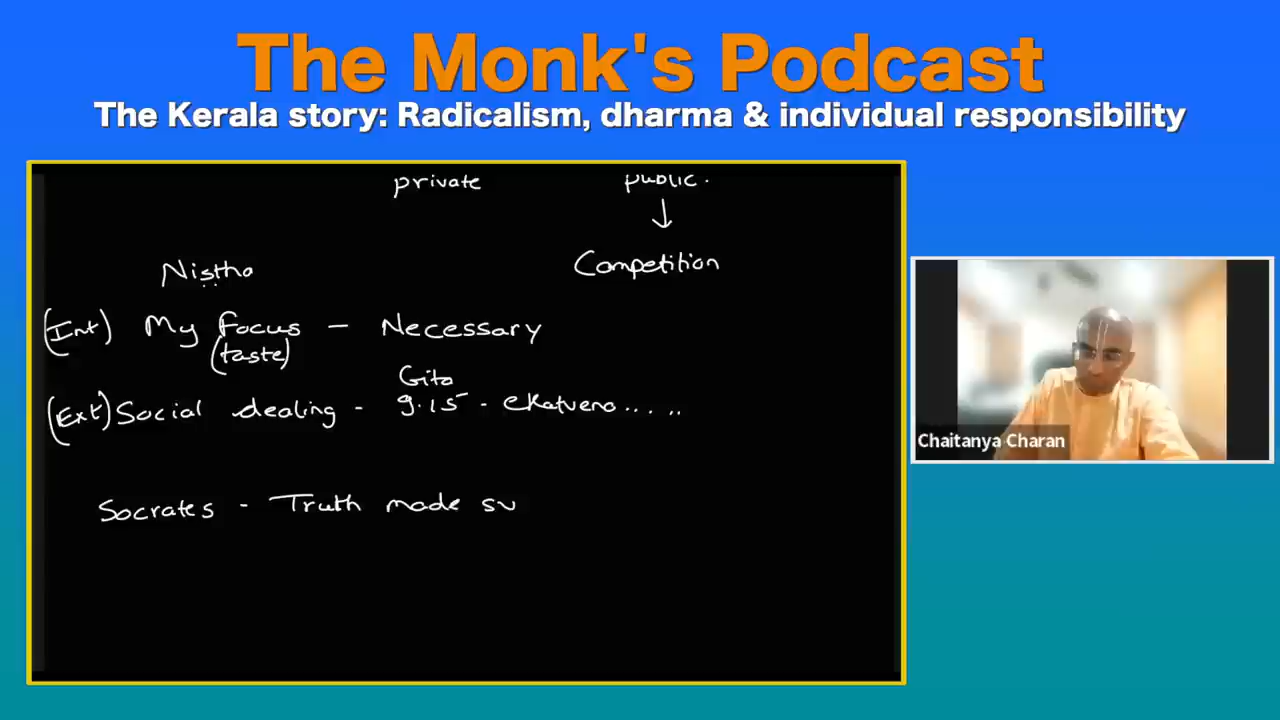 The Monk's Podcast
The Kerala story: Radicalism, dharma & individual responsibility
private public.
↓
Competition
Niṣṭha
(Int) My focus - Necessary
(taste)
Gita
(Ext) Social dealing - 9.15 - ekatvena.....
Socrates - Truth made su
Chaitanya Charan